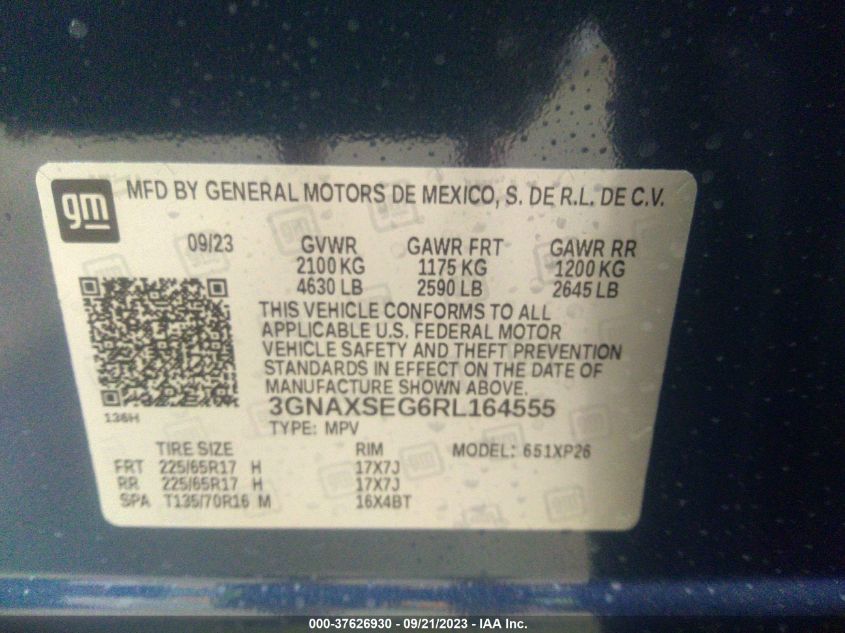 gm
MFD BY GENERAL MOTORS DE MEXICO, S. DE R.L. DE C.V.
09/23 GVWR GAWR FRT GAWR RR
2100 KG 1175 KG 1200 KG
4630 LB 2590 LB 2645 LB
THIS VEHICLE CONFORMS TO ALL
APPLICABLE U.S. FEDERAL MOTOR
VEHICLE SAFETY AND THEFT PREVENTION
STANDARDS IN EFFECT ON THE DATE OF
MANUFACTURE SHOWN ABOVE.
136H
3GNAXSEG6RL164555
TYPE: MPV
TIRE SIZE RIM MODEL: 651XP26
FRT 225/65R17 H 17X7J
RR 225/65R17 H 17X7J
SPA T135/70R16 M 16X4BT
000-37626930 - 09/21/2023 - IAA Inc.